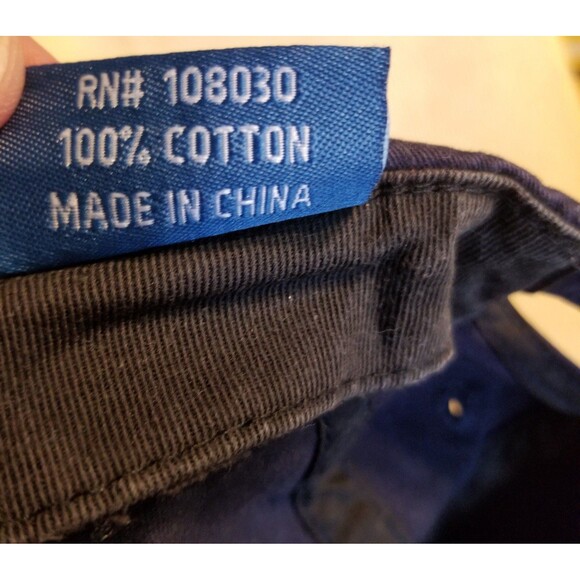 RN# 108030
100% COTTON
MADE IN CHINA